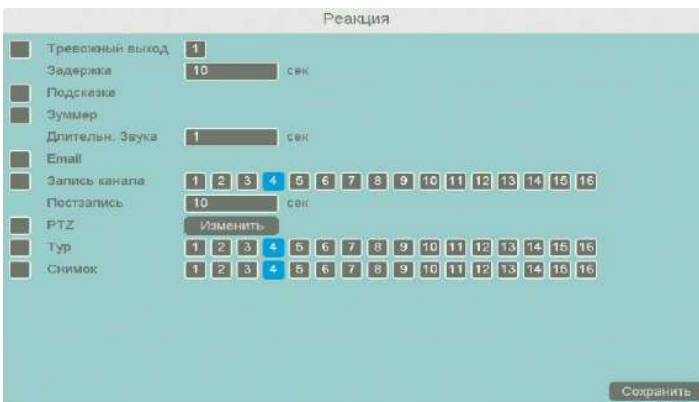 Реакция
Тревожный выход 1
Задержка 10 сек
Подсказка
Зуммер
Длительн. Звука 1 сек
Email
Запись канала 1 2 3 4 5 6 7 8 9 10 11 12 13 14 15 16
Постзапись 10 сек
PTZ Изменить
Тур 1 2 3 4 5 6 7 8 9 10 11 12 13 14 15 16
Снимок 1 2 3 4 5 6 7 8 9 10 11 12 13 14 15 16
Сохранить